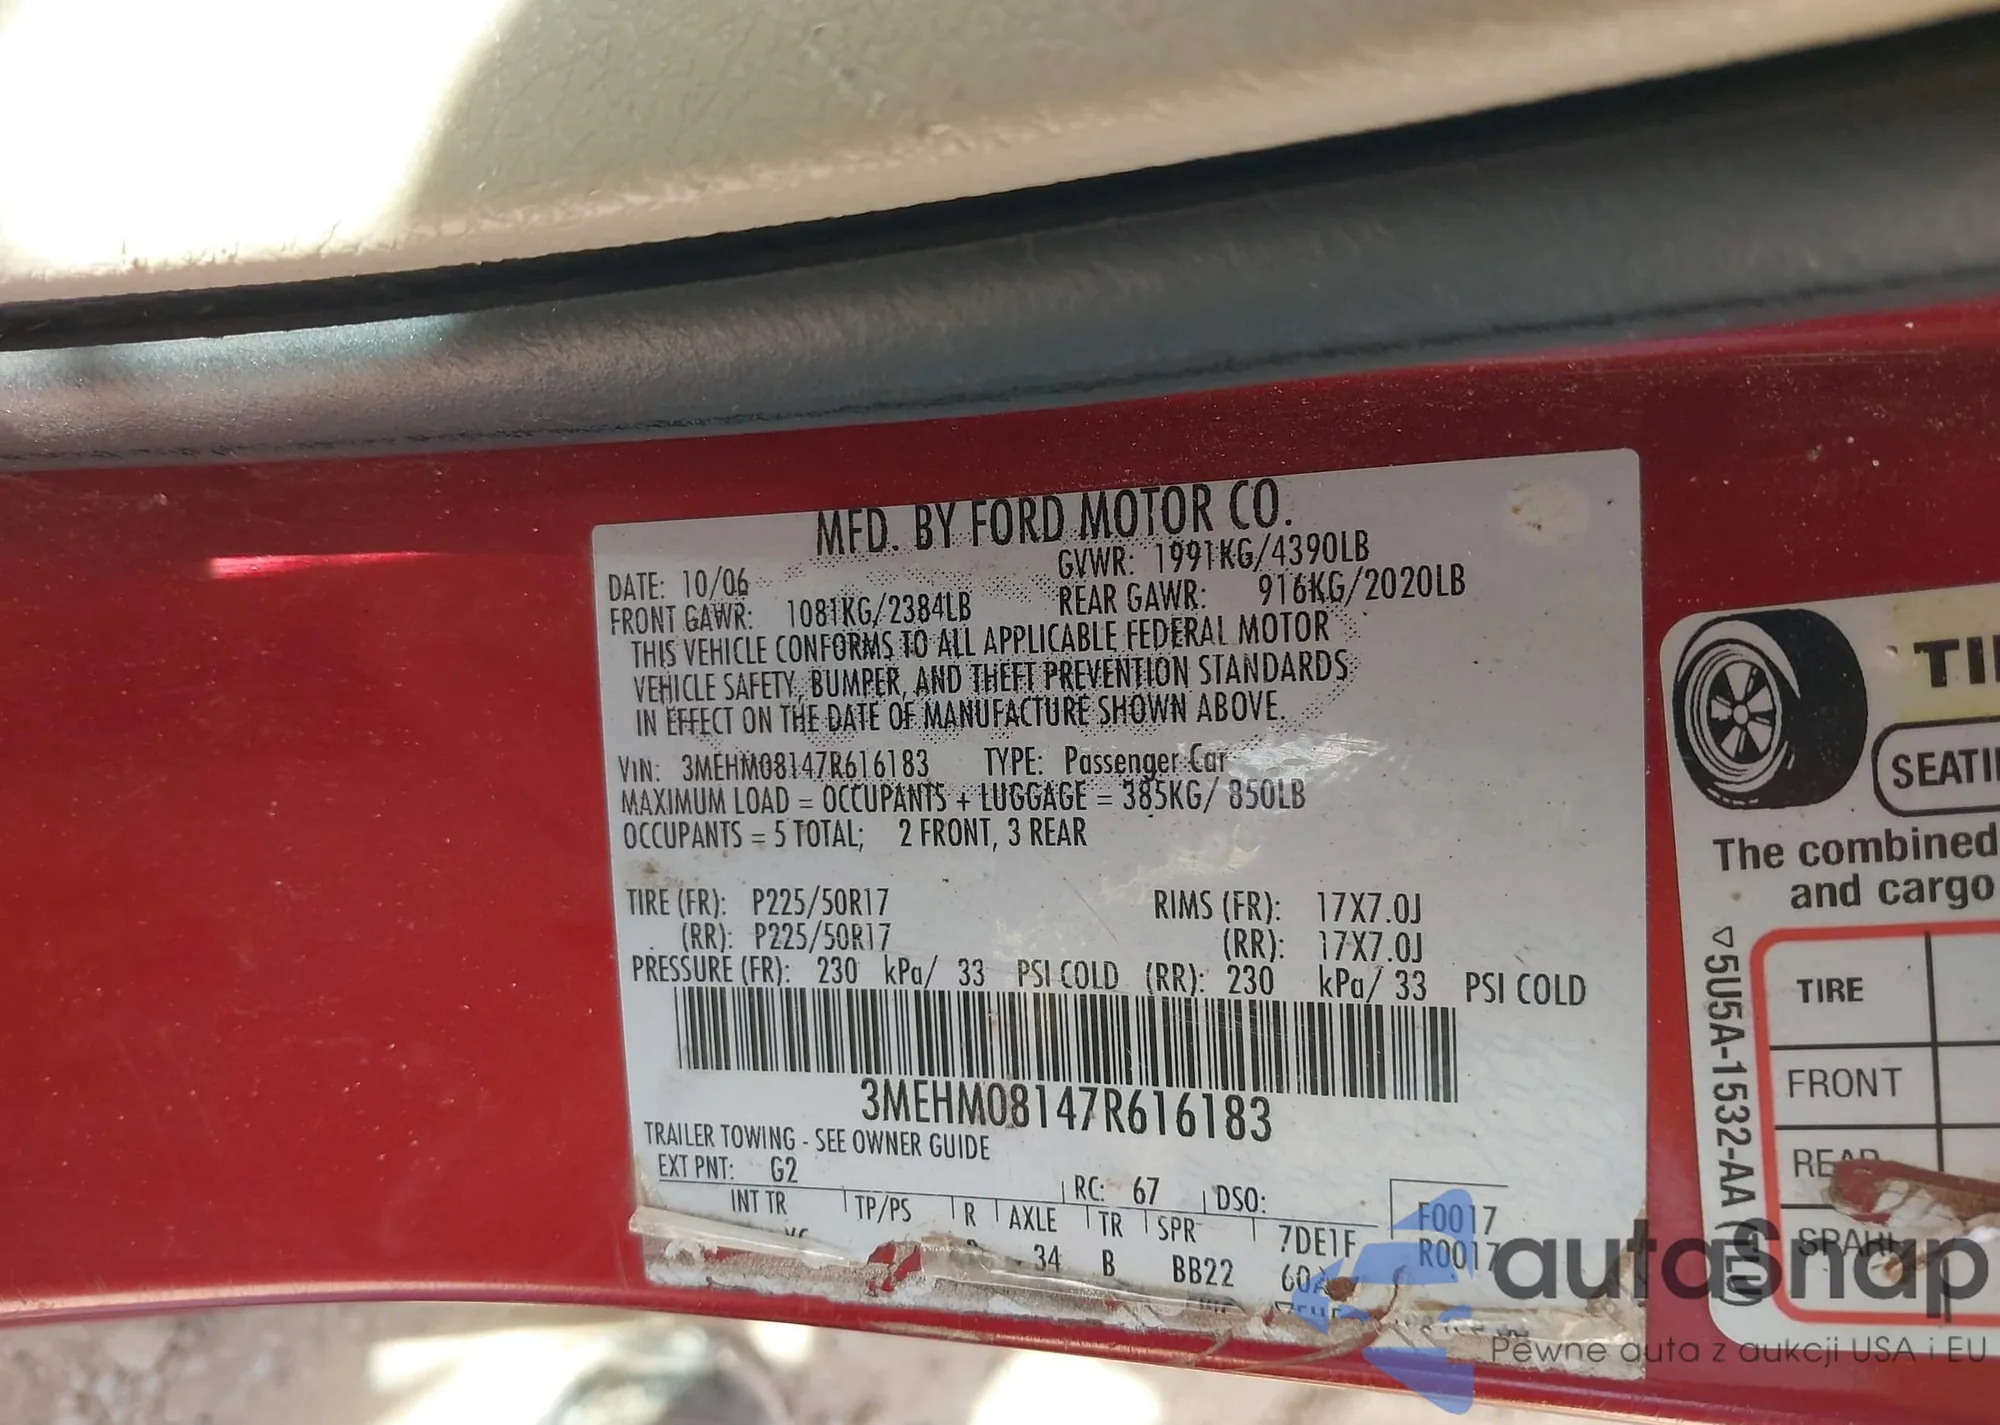 MFD. BY FORD MOTOR CO.
DATE: 10/06 GVWR: 1991KG/4390LB
FRONT GAWR: 1081KG/2384LB REAR GAWR: 916KG/2020LB
THIS VEHICLE CONFORMS TO ALL APPLICABLE FEDERAL MOTOR
VEHICLE SAFETY, BUMPER, AND THEFT PREVENTION STANDARDS
IN EFFECT ON THE DATE OF MANUFACTURE SHOWN ABOVE.
VIN: 3MEHM08147R616183 TYPE: Passenger Car
MAXIMUM LOAD = OCCUPANTS + LUGGAGE = 385KG/ 850LB
OCCUPANTS = 5 TOTAL; 2 FRONT, 3 REAR
TIRE (FR): P225/50R17 RIMS (FR): 17X7.0J
(RR): P225/50R17 (RR): 17X7.0J
PRESSURE (FR): 230 kPa/ 33 PSI COLD (RR): 230 kPa/ 33 PSI COLD
3MEHM08147R616183
TRAILER TOWING - SEE OWNER GUIDE
EXT PNT: G2 RC: 67 DSO:
INT TR TP/PS R AXLE TR SPR 7DE1F F0017
34 B BB22 R0017
SEATI
The combined
and cargo
TIRE
FRONT
REAR
5U5A-1532-AA
autoSnap
Pewne auta z aukcji USA i EU